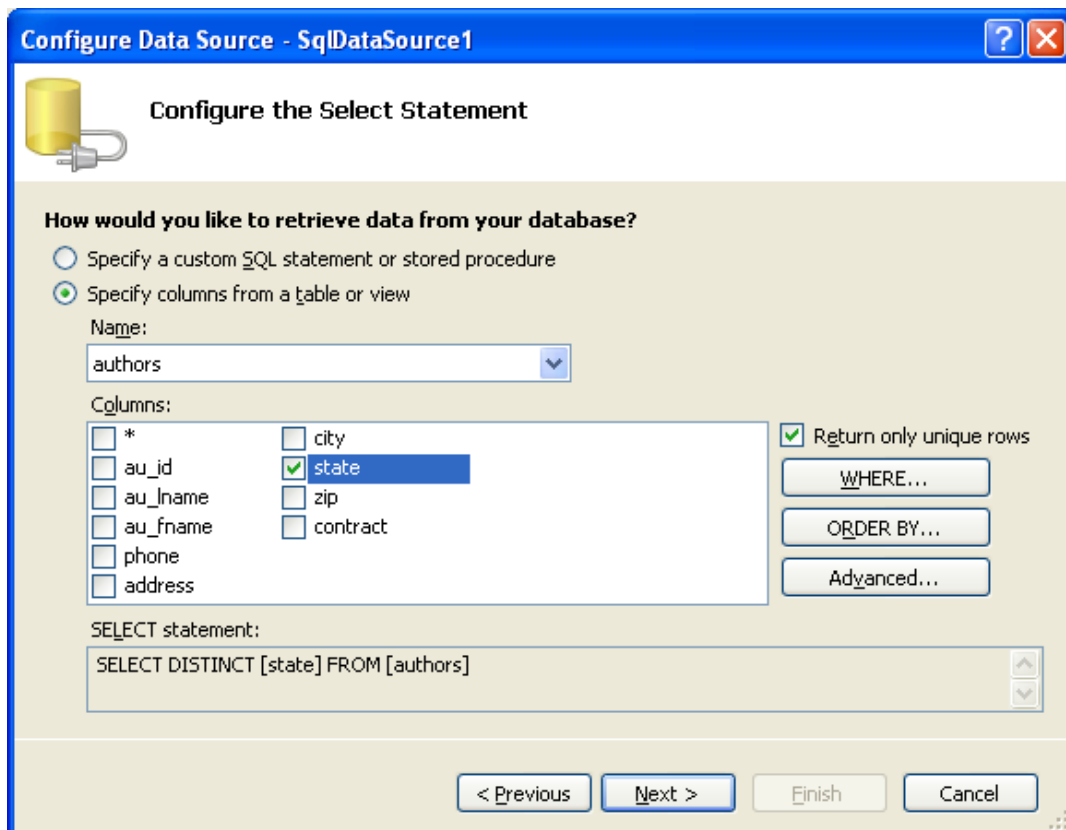 Configure Data Source - SqlDataSource1
Configure the Select Statement
How would you like to retrieve data from your database?
Specify a custom SQL statement or stored procedure
Specify columns from a table or view
Name:
authors
Columns:
*
au_id
au_lname
au_fname
phone
address
city
state
zip
contract
Return only unique rows
WHERE...
ORDER BY...
Advanced...
SELECT statement:
SELECT DISTINCT [state] FROM [authors]
< Previous
Next >
Finish
Cancel